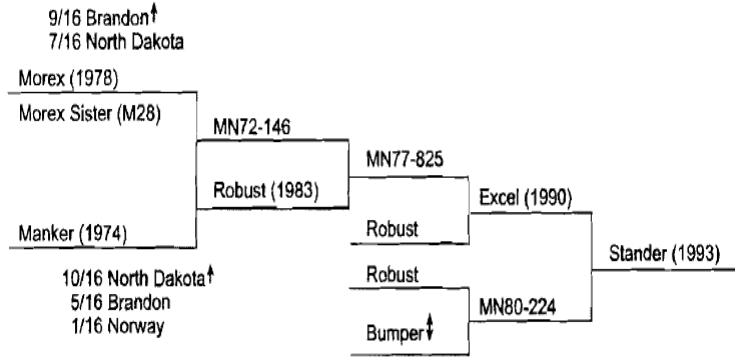 9/16 Brandon↑
7/16 North Dakota
Morex (1978)
Morex Sister (M28)
MN72-146
MN77-825
Robust (1983)
Excel (1990)
Robust
Manker (1974)
Stander (1993)
Robust
10/16 North Dakota↑
5/16 Brandon
1/16 Norway
MN80-224
Bumper↕